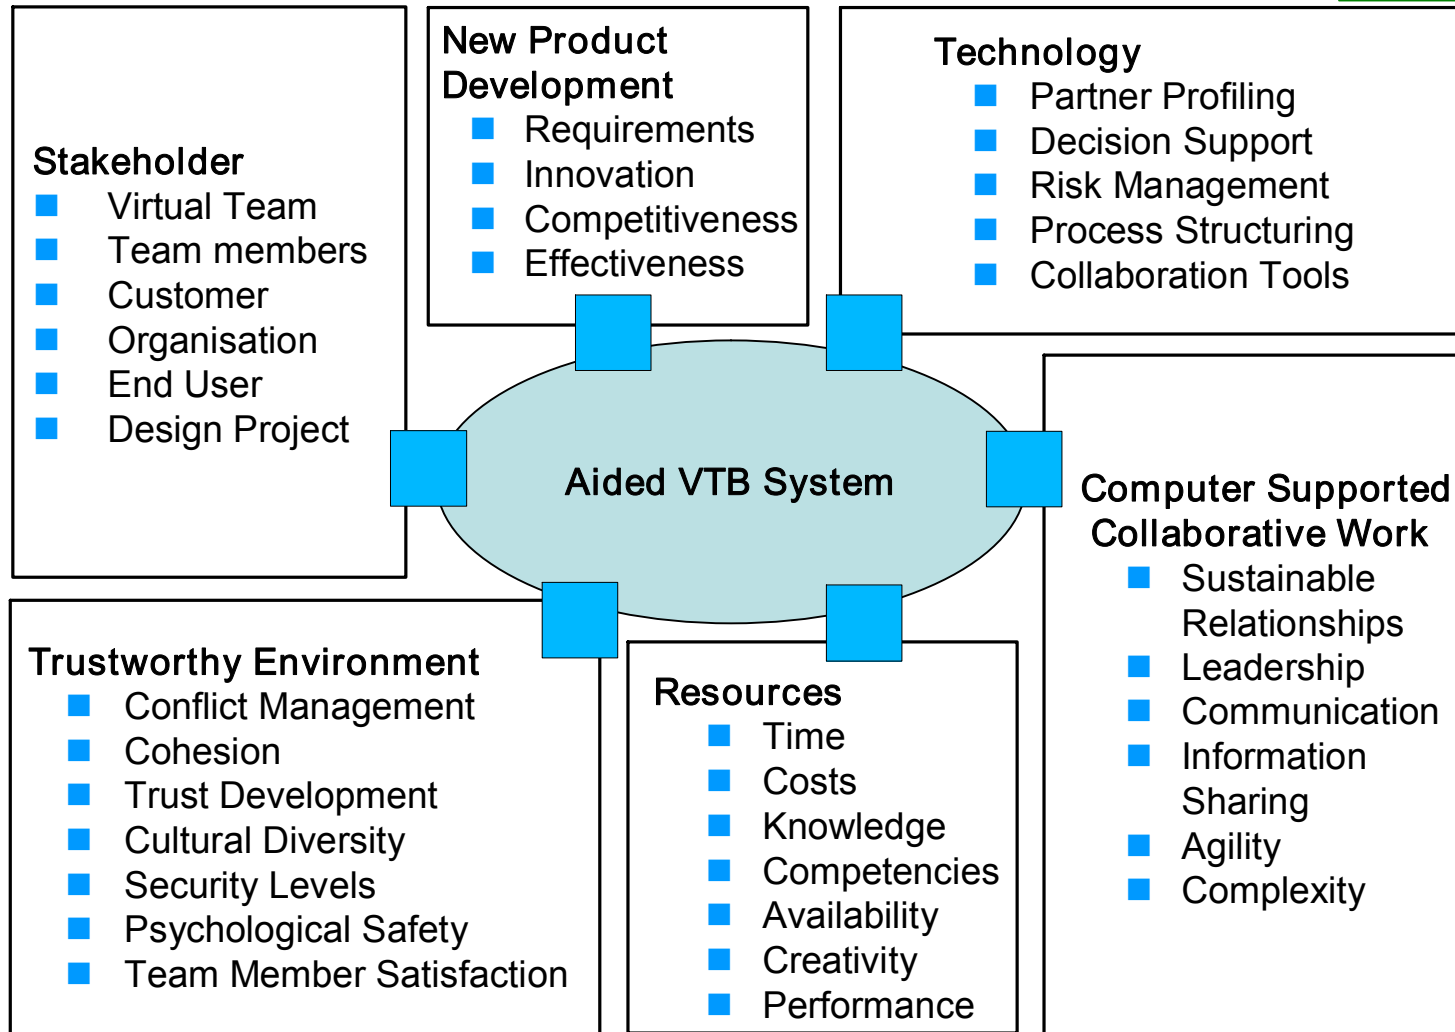 Stakeholder
Virtual Team
Team members
Customer
Organisation
End User
Design Project
New Product
Development
Requirements
Innovation
Competitiveness
Effectiveness
Technology
Partner Profiling
Decision Support
Risk Management
Process Structuring
Collaboration Tools
Aided VTB System
Computer Supported
Collaborative Work
Sustainable
Relationships
Leadership
Communication
Information
Sharing
Agility
Complexity
Trustworthy Environment
Conflict Management
Cohesion
Trust Development
Cultural Diversity
Security Levels
Psychological Safety
Team Member Satisfaction
Resources
Time
Costs
Knowledge
Competencies
Availability
Creativity
Performance